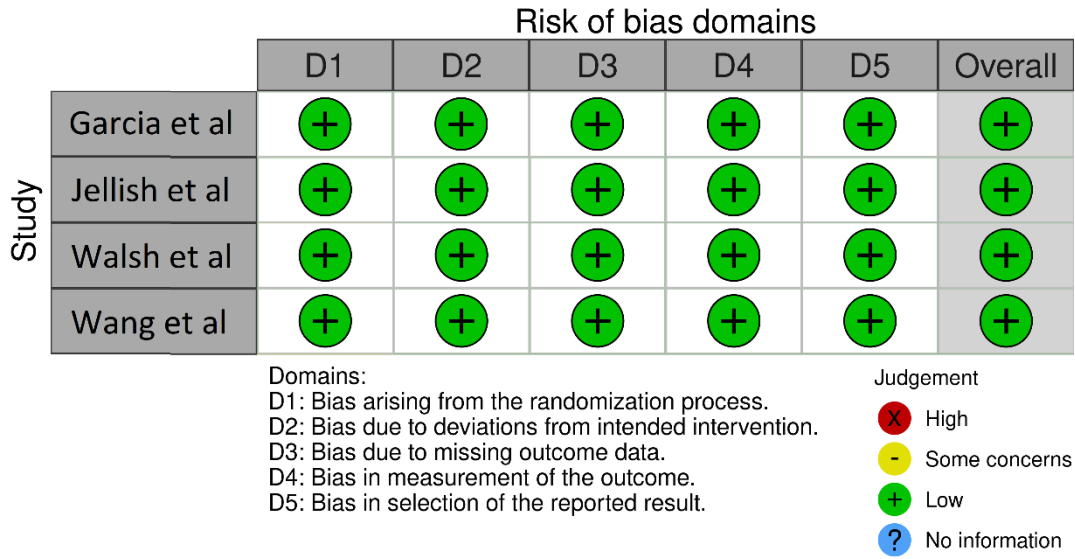 Risk of bias domains
D1 D2 D3 D4 D5 Overall
Study
Garcia et al + + + + + +
Jellish et al + + + + + +
Walsh et al + + + + + +
Wang et al + + + + + +
Domains:
D1: Bias arising from the randomization process.
D2: Bias due to deviations from intended intervention.
D3: Bias due to missing outcome data.
D4: Bias in measurement of the outcome.
D5: Bias in selection of the reported result.
Judgement
X High
- Some concerns
+ Low
? No information